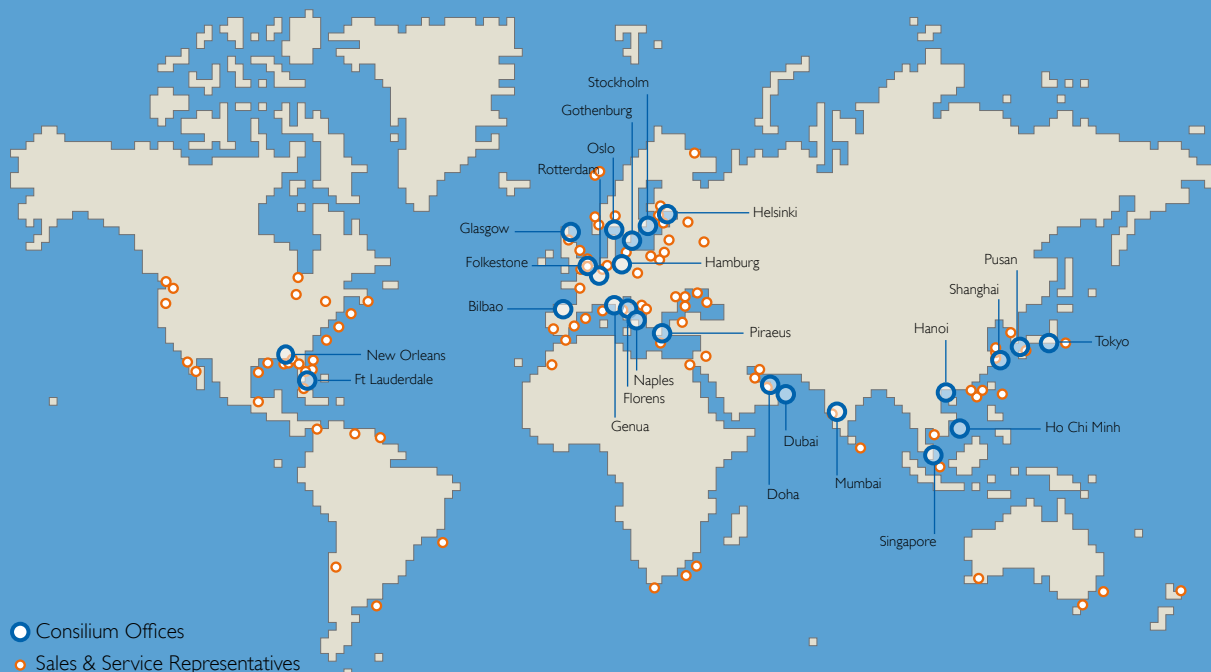 Stockholm
Gothenburg
Oslo
Rotterdam
Helsinki
Glasgow
Folkestone
Hamburg
Pusan
Shanghai
Bilbao
Hanoi
Piraeus
Tokyo
New Orleans
Ft Lauderdale
Naples
Florens
Genua
Dubai
Ho Chi Minh
Mumbai
Doha
Singapore
Consilium Offices
Sales & Service Representatives